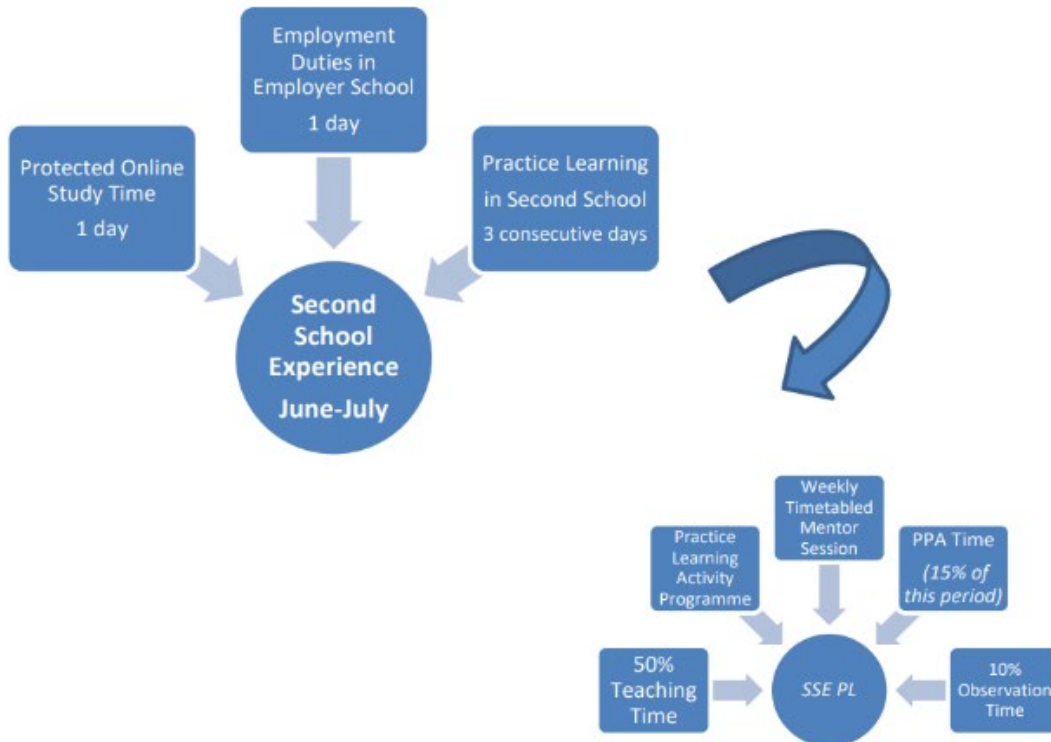 Employment
Duties in
Employer School
1 day
Protected Online
Study Time
1 day
Practice Learning
in Second School
3 consecutive days
Second
School
Experience
June-July
Weekly
Timetabled
Mentor
Session
Practice
Learning
Activity
Programme
PPA Time
(15% of
this period)
50%
Teaching
Time
SSE PL
10%
Observation
Time